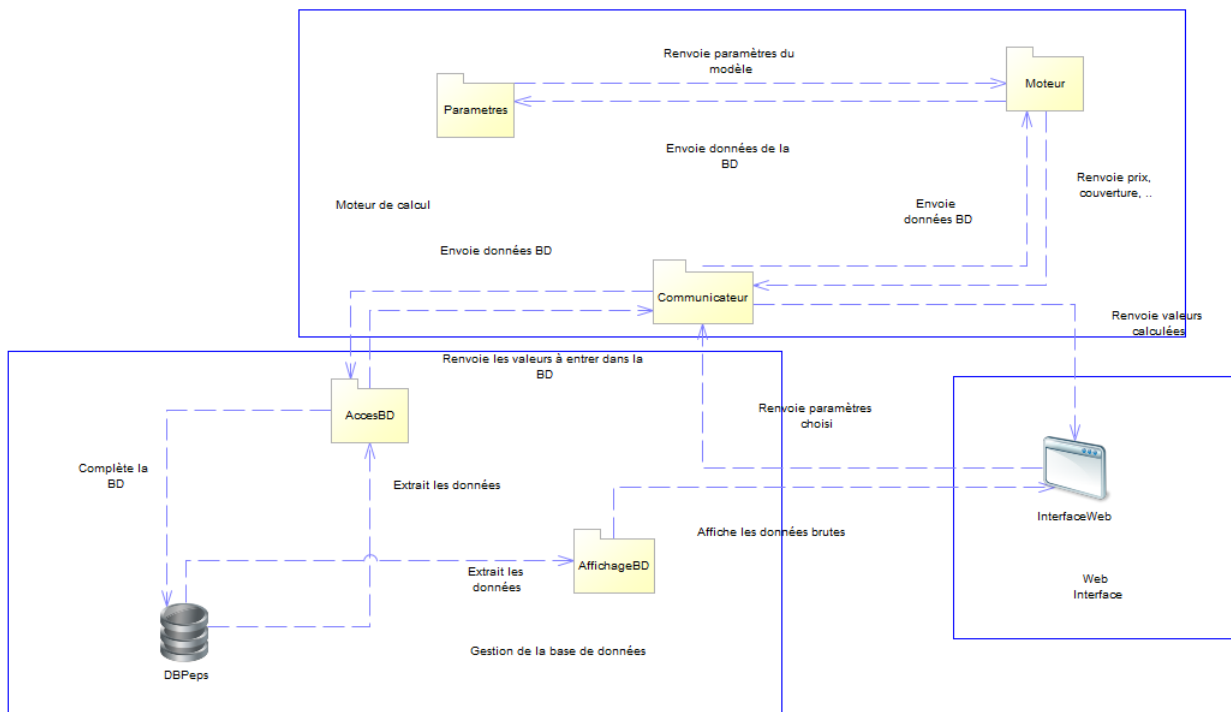 Renvoie paramètres du
modèle
Parametres
Moteur
Envoie données de la
BD
Renvoie prix,
couverture, ..
Moteur de calcul
Envoie
données BD
Envoie données BD
Communicateur
Renvoie valeurs
calculées
Renvoie les valeurs à entrer dans la
BD
AccesBD
Renvoie paramètres
choisi
Complète la
BD
Extrait les données
InterfaceWeb
Affiche les données brutes
AffichageBD
Extrait les
données
Web
Interface
Gestion de la base de données
DBPeps